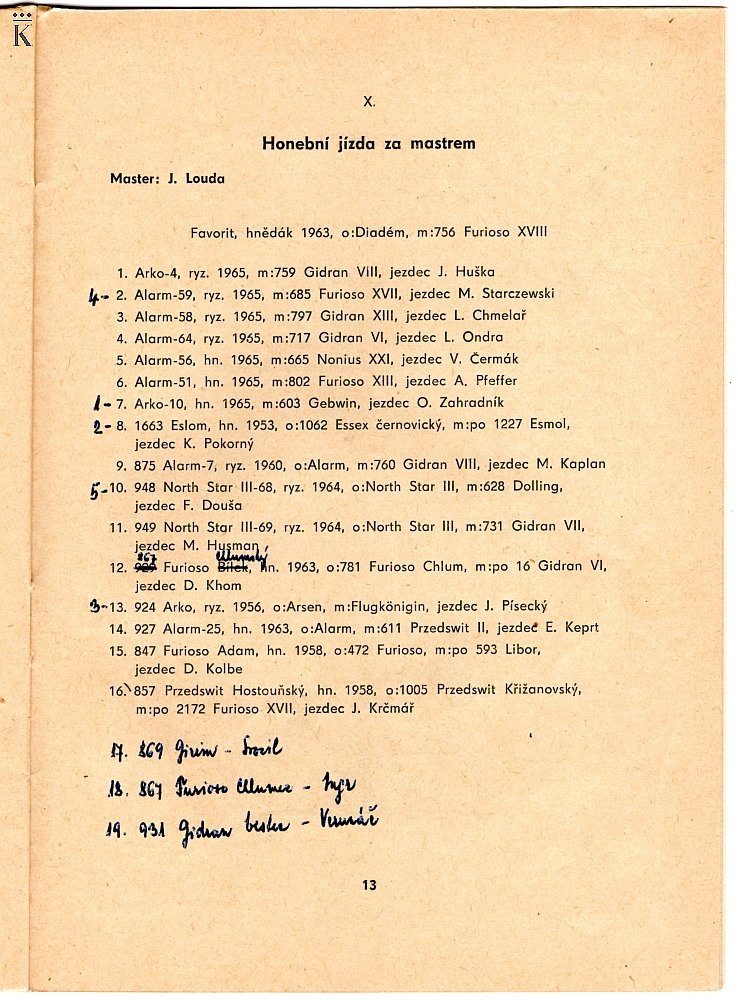 K
X.
Honební jízda za mastrem
Master: J. Louda
Favorit, hnědák 1963, o:Diadém, m:756 Furioso XVIII
1. Arko-4, ryz. 1965, m:759 Gidran VIII, jezdec J. Huška
4- 2. Alarm-59, ryz. 1965, m:685 Furioso XVII, jezdec M. Starczewski
3. Alarm-58, ryz. 1965, m:797 Gidran XIII, jezdec L. Chmelař
4. Alarm-64, ryz. 1965, m:717 Gidran VI, jezdec L. Ondra
5. Alarm-56, hn. 1965, m:665 Nonius XXI, jezdec V. Čermák
6. Alarm-51, hn. 1965, m:802 Furioso XIII, jezdec A. Pfeffer
1- 7. Arko-10, hn. 1965, m:603 Gebwin, jezdec O. Zahradník
2- 8. 1663 Eslom, hn. 1953, o:1062 Essex černovický, m:po 1227 Esmol,
jezdec K. Pokorný
9. 875 Alarm-7, ryz. 1960, o:Alarm, m:760 Gidran VIII, jezdec M. Kaplan
5- 10. 948 North Star III-68, ryz. 1964, o:North Star III, m:628 Dolling,
jezdec F. Douša
11. 949 North Star III-69, ryz. 1964, o:North Star III, m:731 Gidran VII,
jezdec M. Husman
867 Chlumský
12. 929 Furioso Bílek, hn. 1963, o:781 Furioso Chlum, m:po 16 Gidran VI,
jezdec D. Khom
3- 13. 924 Arko, ryz. 1956, o:Arsen, m:Flugkönigin, jezdec J. Písecký
14. 927 Alarm-25, hn. 1963, o:Alarm, m:611 Przedswit II, jezdec E. Keprt
15. 847 Furioso Adam, hn. 1958, o:472 Furioso, m:po 593 Libor,
jezdec D. Kolbe
16. 857 Przedswit Hostouňský, hn. 1958, o:1005 Przedswit Křižanovský,
m:po 2172 Furioso XVII, jezdec J. Krčmář
17. 869 -
18. 867 Furioso Chlumec -
19. 931 Gidran -
13